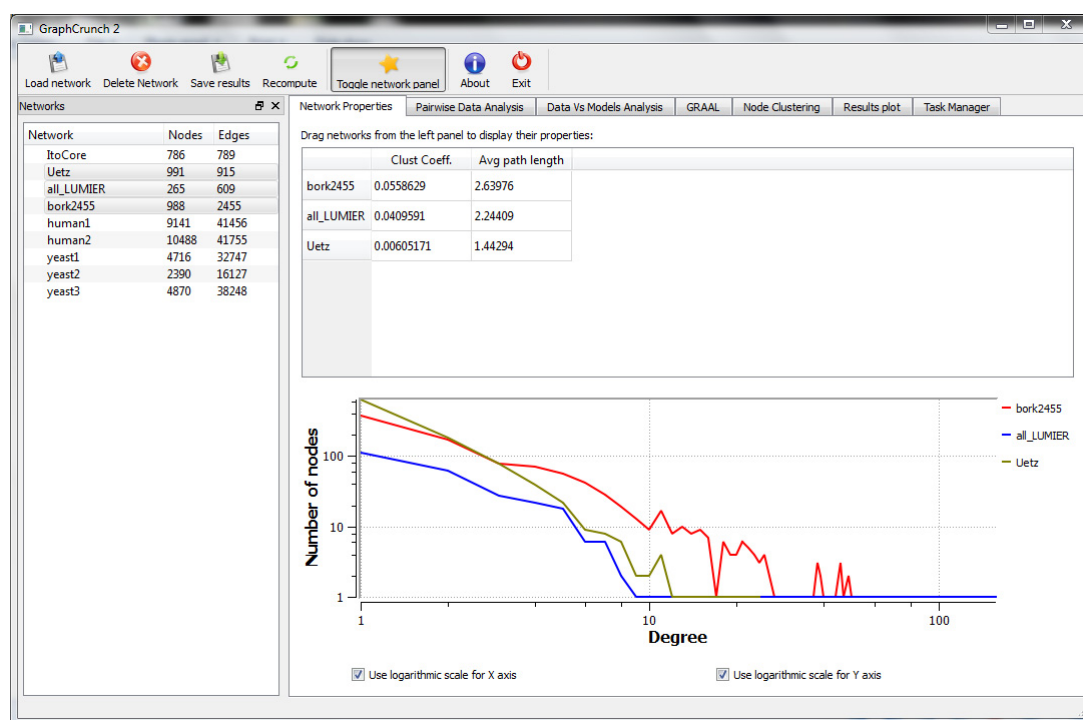 GraphCrunch 2
Load network Delete Network Save results Recompute Toggle network panel About Exit
Networks
Network Nodes Edges
ItoCore 786 789
Uetz 991 915
all_LUMIER 265 609
bork2455 988 2455
human1 9141 41456
human2 10488 41755
yeast1 4716 32747
yeast2 2390 16127
yeast3 4870 38248
Network Properties Pairwise Data Analysis Data Vs Models Analysis GRAAL Node Clustering Results plot Task Manager
Drag networks from the left panel to display their properties:
Clust Coeff. Avg path length
bork2455 0.0558629 2.63976
all_LUMIER 0.0409591 2.24409
Uetz 0.00605171 1.44294
Number of nodes
100
10
1
1 10 100
Degree
bork2455
all_LUMIER
Uetz
Use logarithmic scale for X axis Use logarithmic scale for Y axis